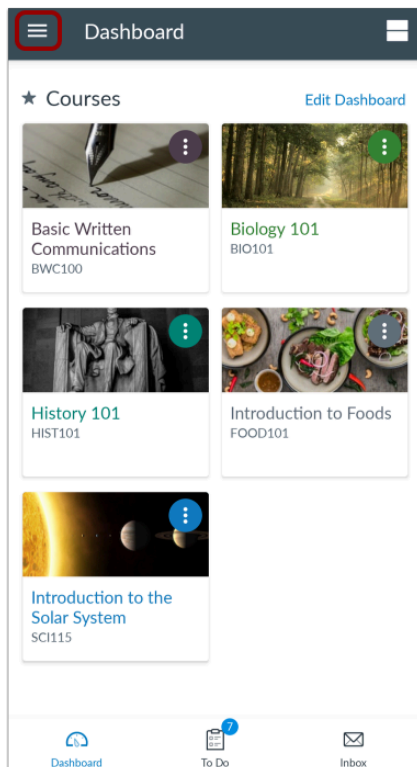 Dashboard
Courses
Edit Dashboard
Basic Written
Communications
BWC100
Biology 101
BIO101
History 101
HIST101
Introduction to Foods
FOOD101
Introduction to the
Solar System
SCI115
7
Dashboard
To Do
Inbox